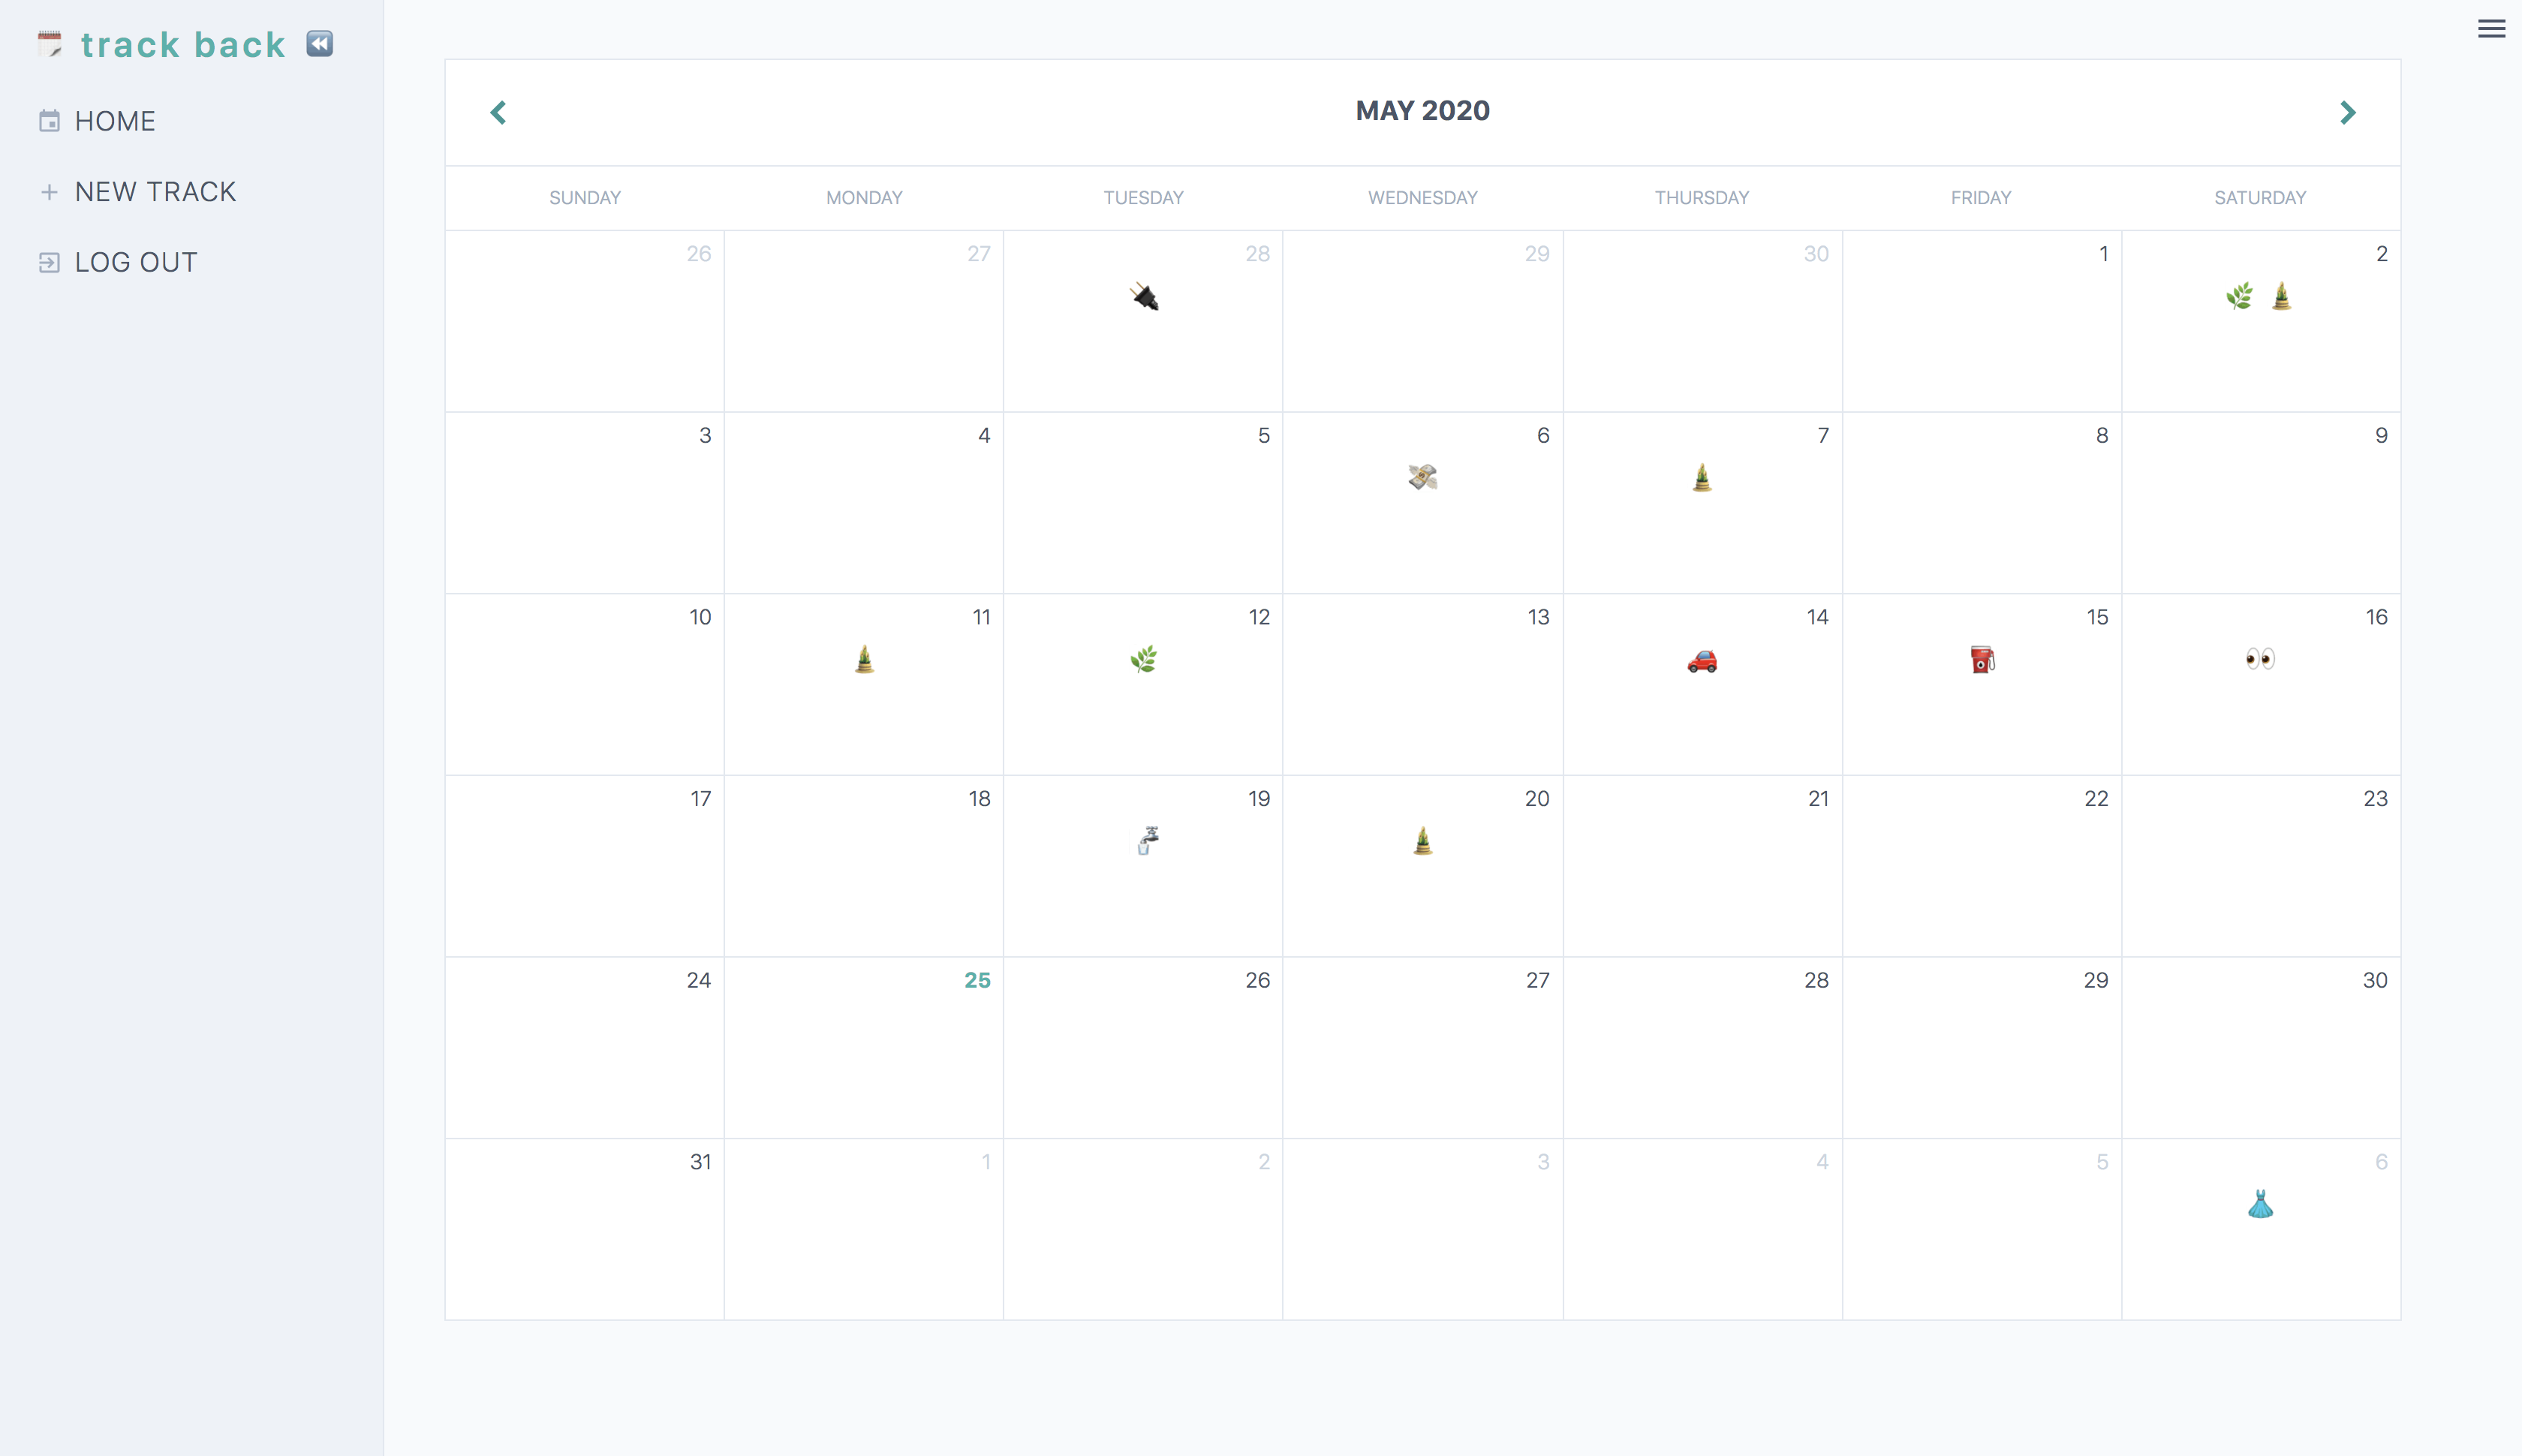 track back
HOME
NEW TRACK
LOG OUT
MAY 2020
SUNDAY MONDAY TUESDAY WEDNESDAY THURSDAY FRIDAY SATURDAY
26 27 28 29 30 1 2
3 4 5 6 7 8 9
10 11 12 13 14 15 16
17 18 19 20 21 22 23
24 25 26 27 28 29 30
31 1 2 3 4 5 6